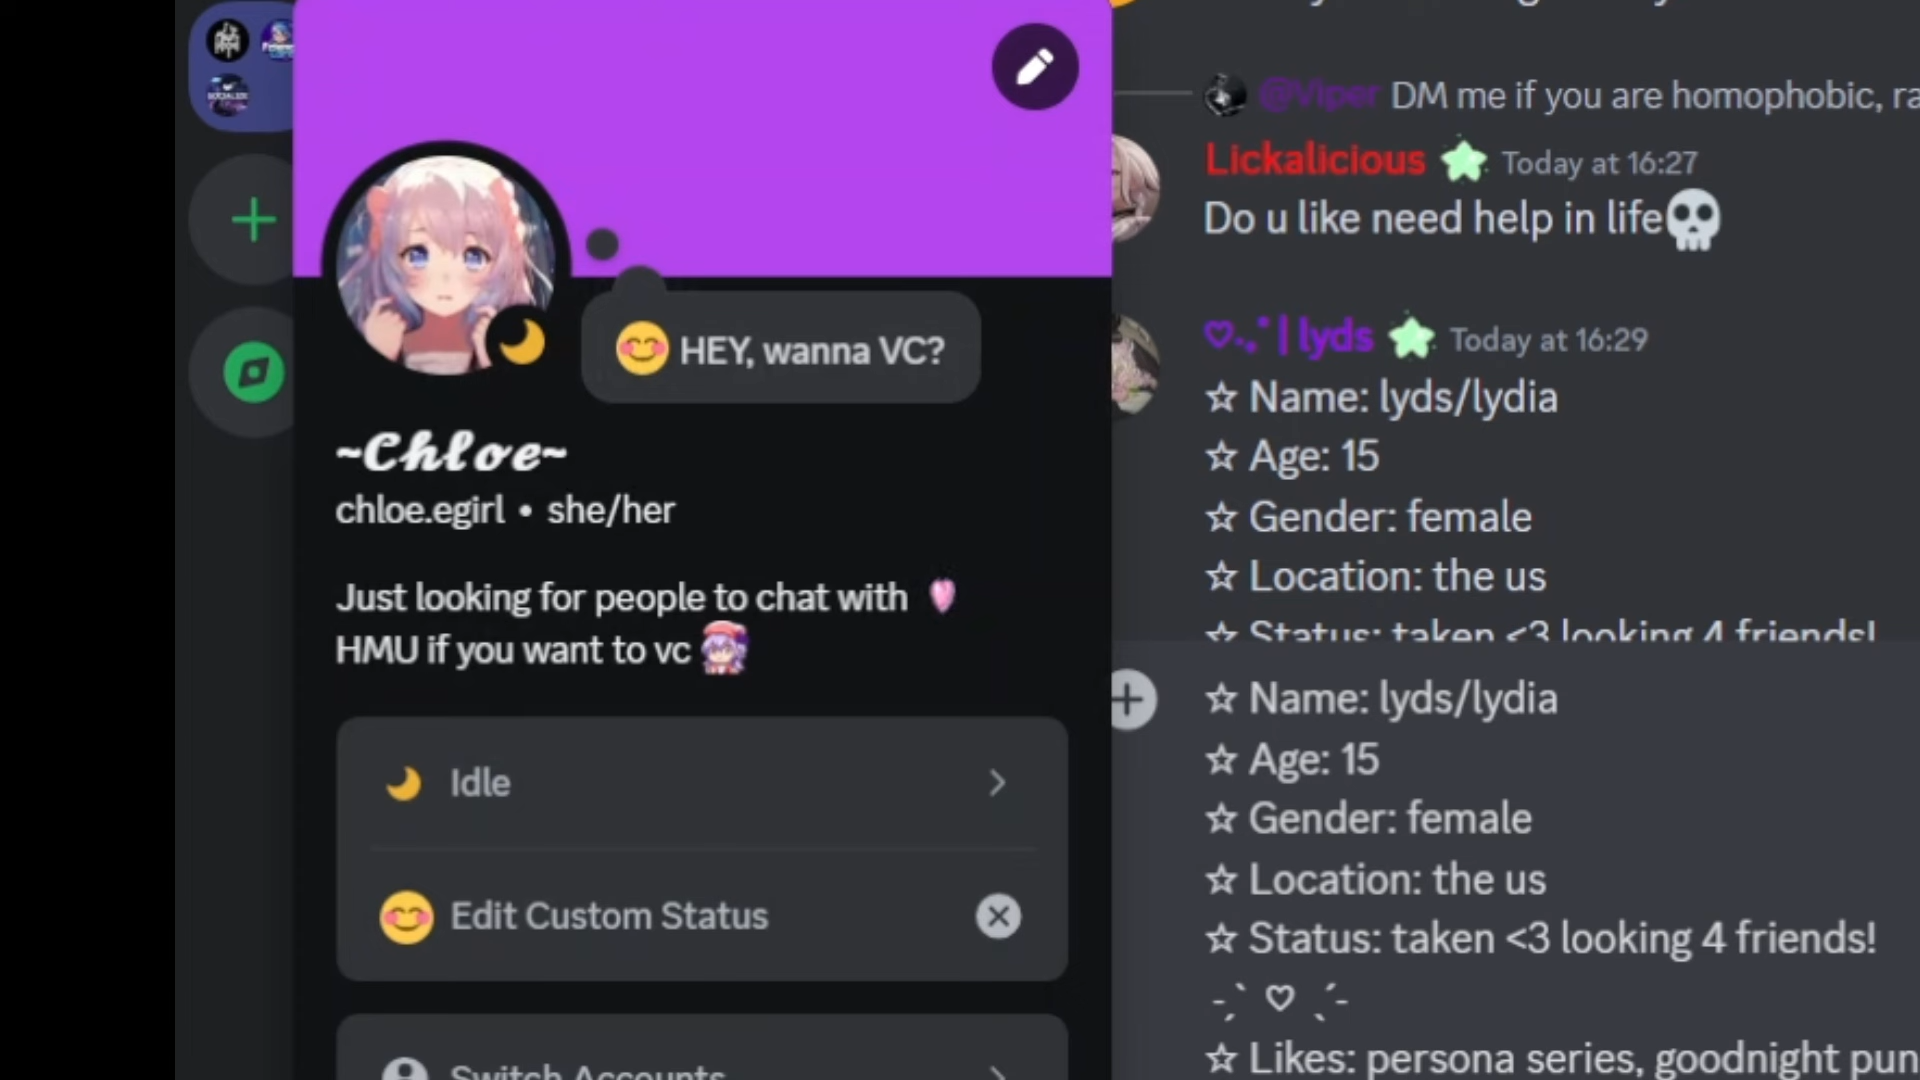 HEY, wanna VC?
~Chloe~
chloe.egirl • she/her
Just looking for people to chat with
HMU if you want to vc
Idle
Edit Custom Status
Switch Accounts
@Viper DM me if you are homophobic,
Lickalicious Today at 16:27
Do u like need help in life
lyds Today at 16:29
☆ Name: lyds/lydia
☆ Age: 15
☆ Gender: female
☆ Location: the us
☆ Status: taken <3 looking 4 friends!
☆ Name: lyds/lydia
☆ Age: 15
☆ Gender: female
☆ Location: the us
☆ Status: taken <3 looking 4 friends!
☆ Likes: persona series, goodnight pun